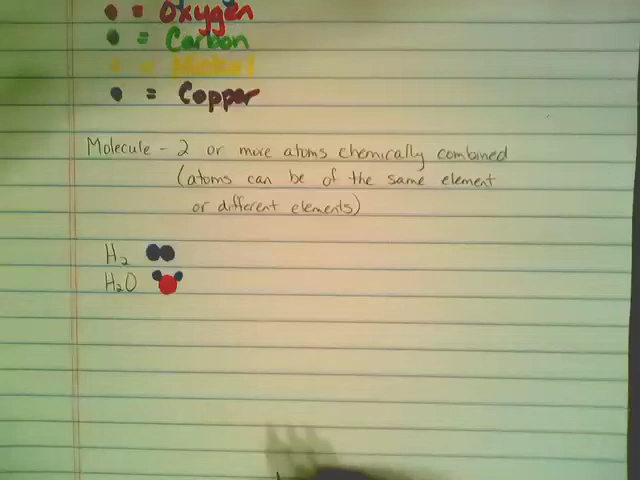 = Oxygen
= Carbon
= Nickel
= Copper
Molecule - 2 or more atoms chemically combined
(atoms can be of the same element
or different elements)
H₂
H₂O